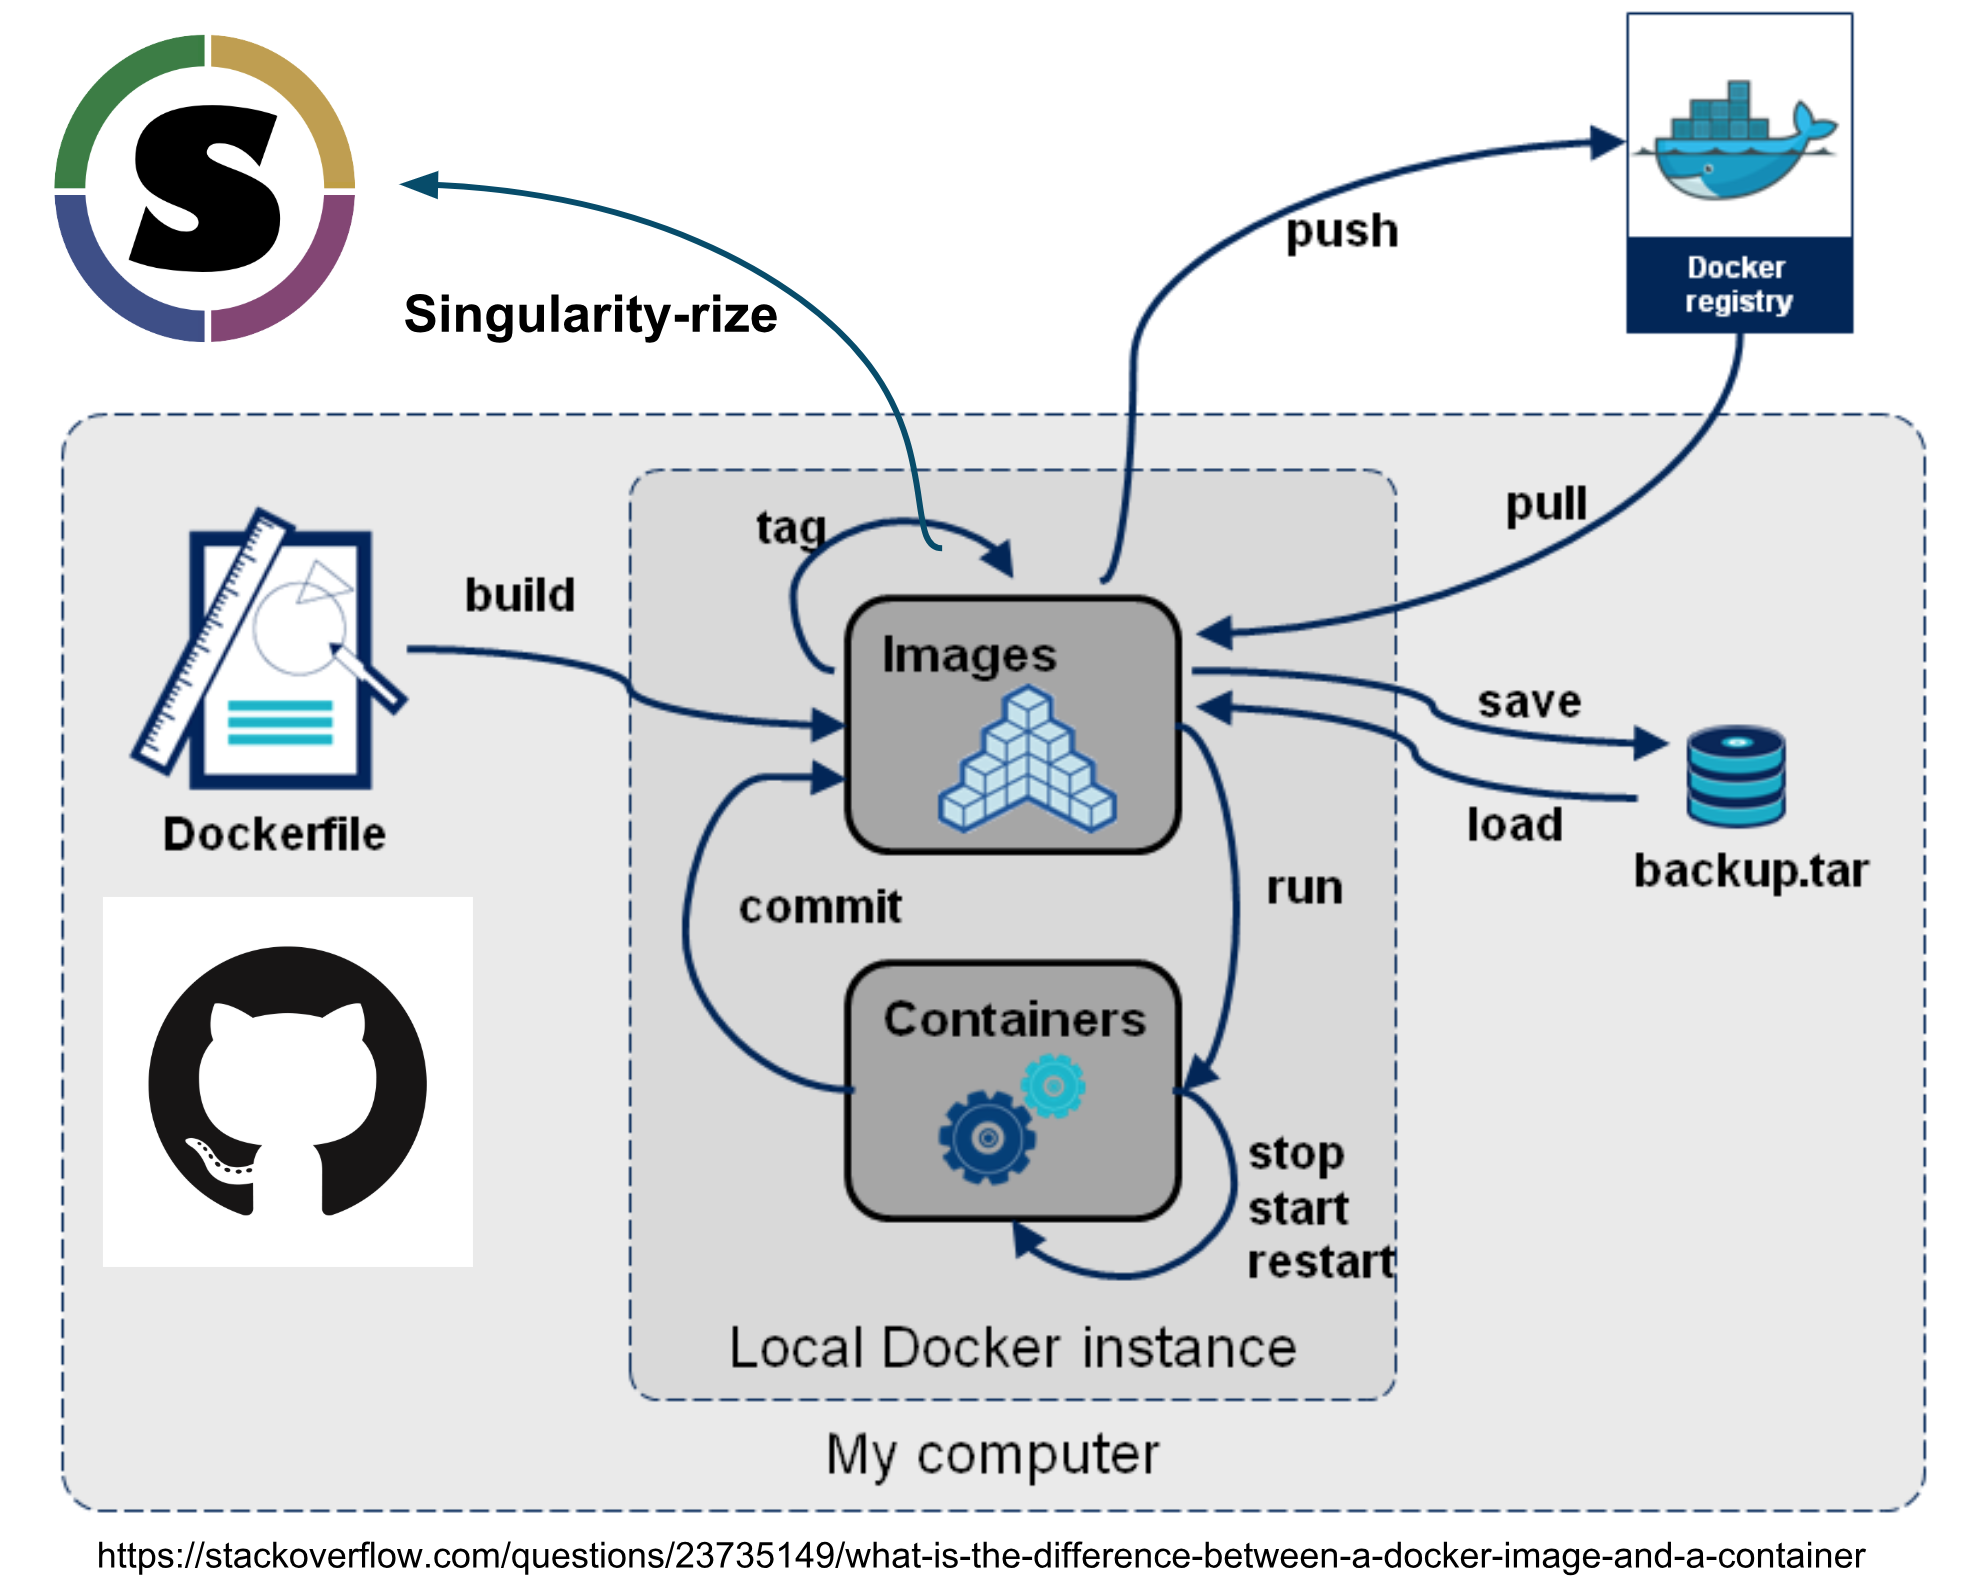 S
push
Docker
registry
Singularity-rize
tag
pull
build
Images
save
load
Dockerfile
backup.tar
commit
run
Containers
stop
start
restart
Local Docker instance
My computer
https://stackoverflow.com/questions/23735149/what-is-the-difference-between-a-docker-image-and-a-container